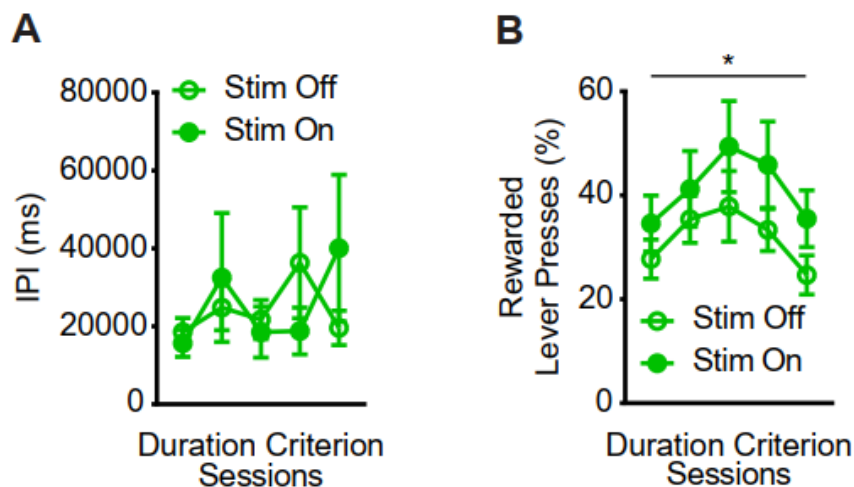 A
IPI (ms)
80000
60000
40000
20000
0
Stim Off
Stim On
Duration Criterion
Sessions
B
*
Rewarded
Lever Presses (%)
60
40
20
0
Stim Off
Stim On
Duration Criterion
Sessions